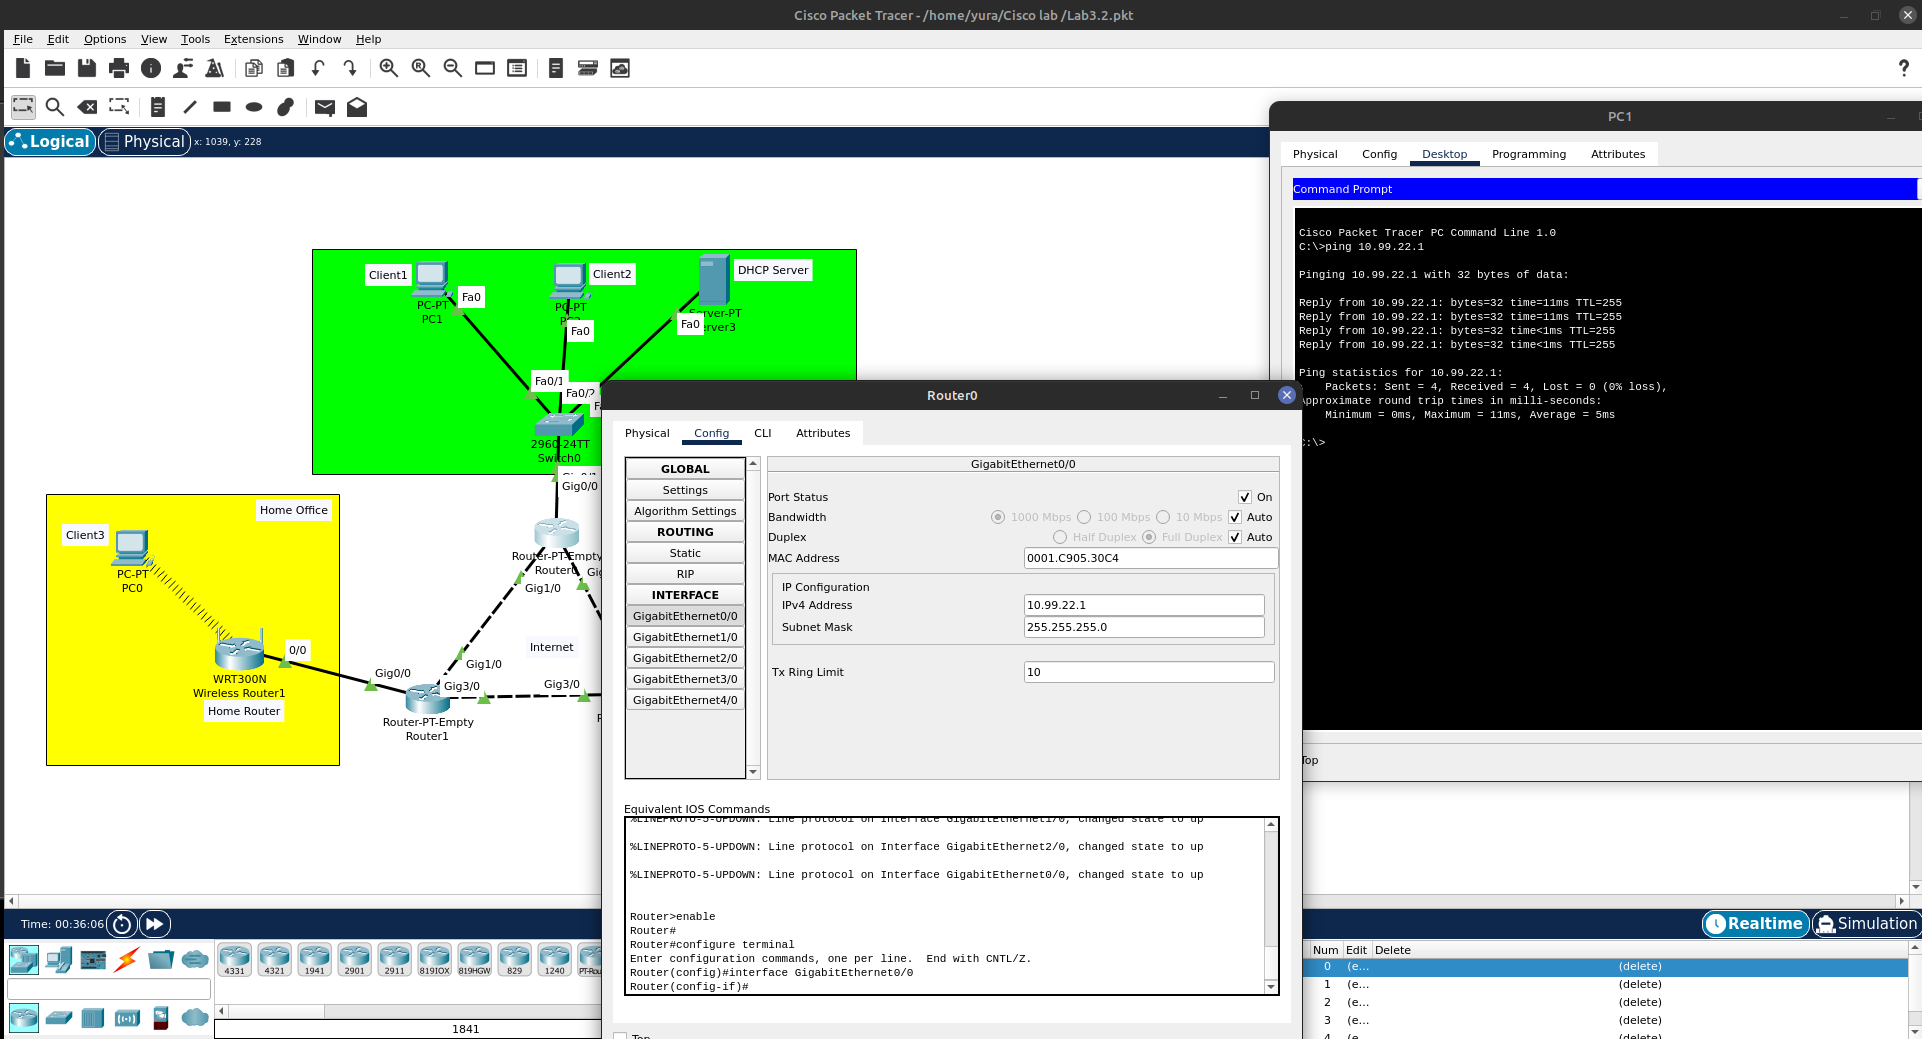 Cisco Packet Tracer - /home/yura/Cisco lab /Lab3.2.pkt
File Edit Options View Tools Extensions Window Help
Logical Physical x: 1039, y: 228
Client1
PC-PT
PC1
Fa0
Client2
PC-PT
Fa0
DHCP Server
Server-PT
Fa0
Fa0/1
Fa0/2
2960-24TT
Switch0
Gig0/0
Router-PT-Empty
Router0
Gig1/0
Home Office
Client3
PC-PT
PC0
0/0
WRT300N
Wireless Router1
Home Router
Internet
Gig0/0
Gig1/0
Gig3/0
Gig3/0
Router-PT-Empty
Router1
PC1
Physical Config Desktop Programming Attributes
Command Prompt
Cisco Packet Tracer PC Command Line 1.0
C:\>ping 10.99.22.1
Pinging 10.99.22.1 with 32 bytes of data:
Reply from 10.99.22.1: bytes=32 time=11ms TTL=255
Reply from 10.99.22.1: bytes=32 time=11ms TTL=255
Reply from 10.99.22.1: bytes=32 time<1ms TTL=255
Reply from 10.99.22.1: bytes=32 time<1ms TTL=255
Ping statistics for 10.99.22.1:
Packets: Sent = 4, Received = 4, Lost = 0 (0% loss),
Approximate round trip times in milli-seconds:
Minimum = 0ms, Maximum = 11ms, Average = 5ms
C:\>
Top
Router0
Physical Config CLI Attributes
GLOBAL
Settings
Algorithm Settings
ROUTING
Static
RIP
INTERFACE
GigabitEthernet0/0
GigabitEthernet1/0
GigabitEthernet2/0
GigabitEthernet3/0
GigabitEthernet4/0
GigabitEthernet0/0
Port Status On
Bandwidth 1000 Mbps 100 Mbps 10 Mbps Auto
Duplex Half Duplex Full Duplex Auto
MAC Address 0001.C905.30C4
IP Configuration
IPv4 Address 10.99.22.1
Subnet Mask 255.255.255.0
Tx Ring Limit 10
Equivalent IOS Commands
%LINEPROTO-5-UPDOWN: Line protocol on Interface GigabitEthernet1/0, changed state to up
%LINEPROTO-5-UPDOWN: Line protocol on Interface GigabitEthernet2/0, changed state to up
%LINEPROTO-5-UPDOWN: Line protocol on Interface GigabitEthernet0/0, changed state to up
Router>enable
Router#
Router#configure terminal
Enter configuration commands, one per line. End with CNTL/Z.
Router(config)#interface GigabitEthernet0/0
Router(config-if)#
Top
Time: 00:36:06
Realtime Simulation
4331 4321 1941 2901 2911 819IOX 819HGW 829 1240
1841
Num Edit Delete
0 (e... (delete)
1 (e... (delete)
2 (e... (delete)
3 (e... (delete)
4 (e... (delete)